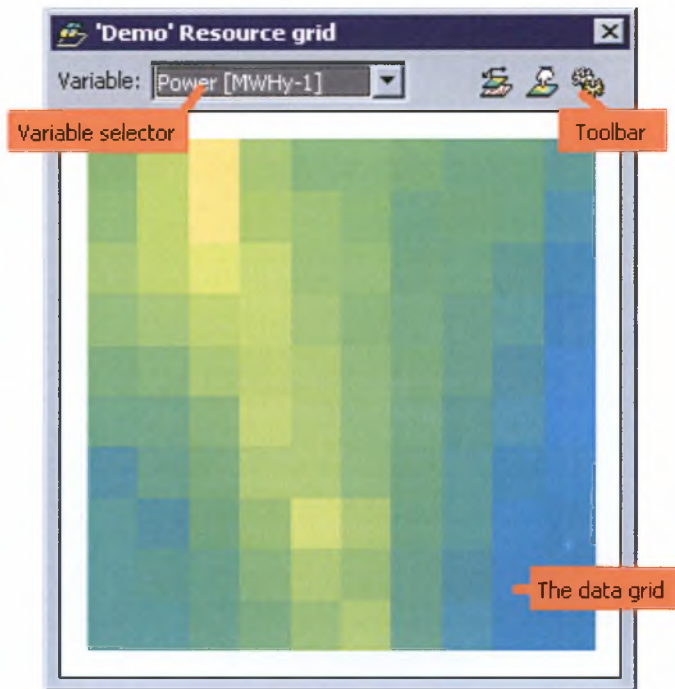 'Demo' Resource grid
Variable: Power [MWHy-1]
Variable selector
Toolbar
The data grid